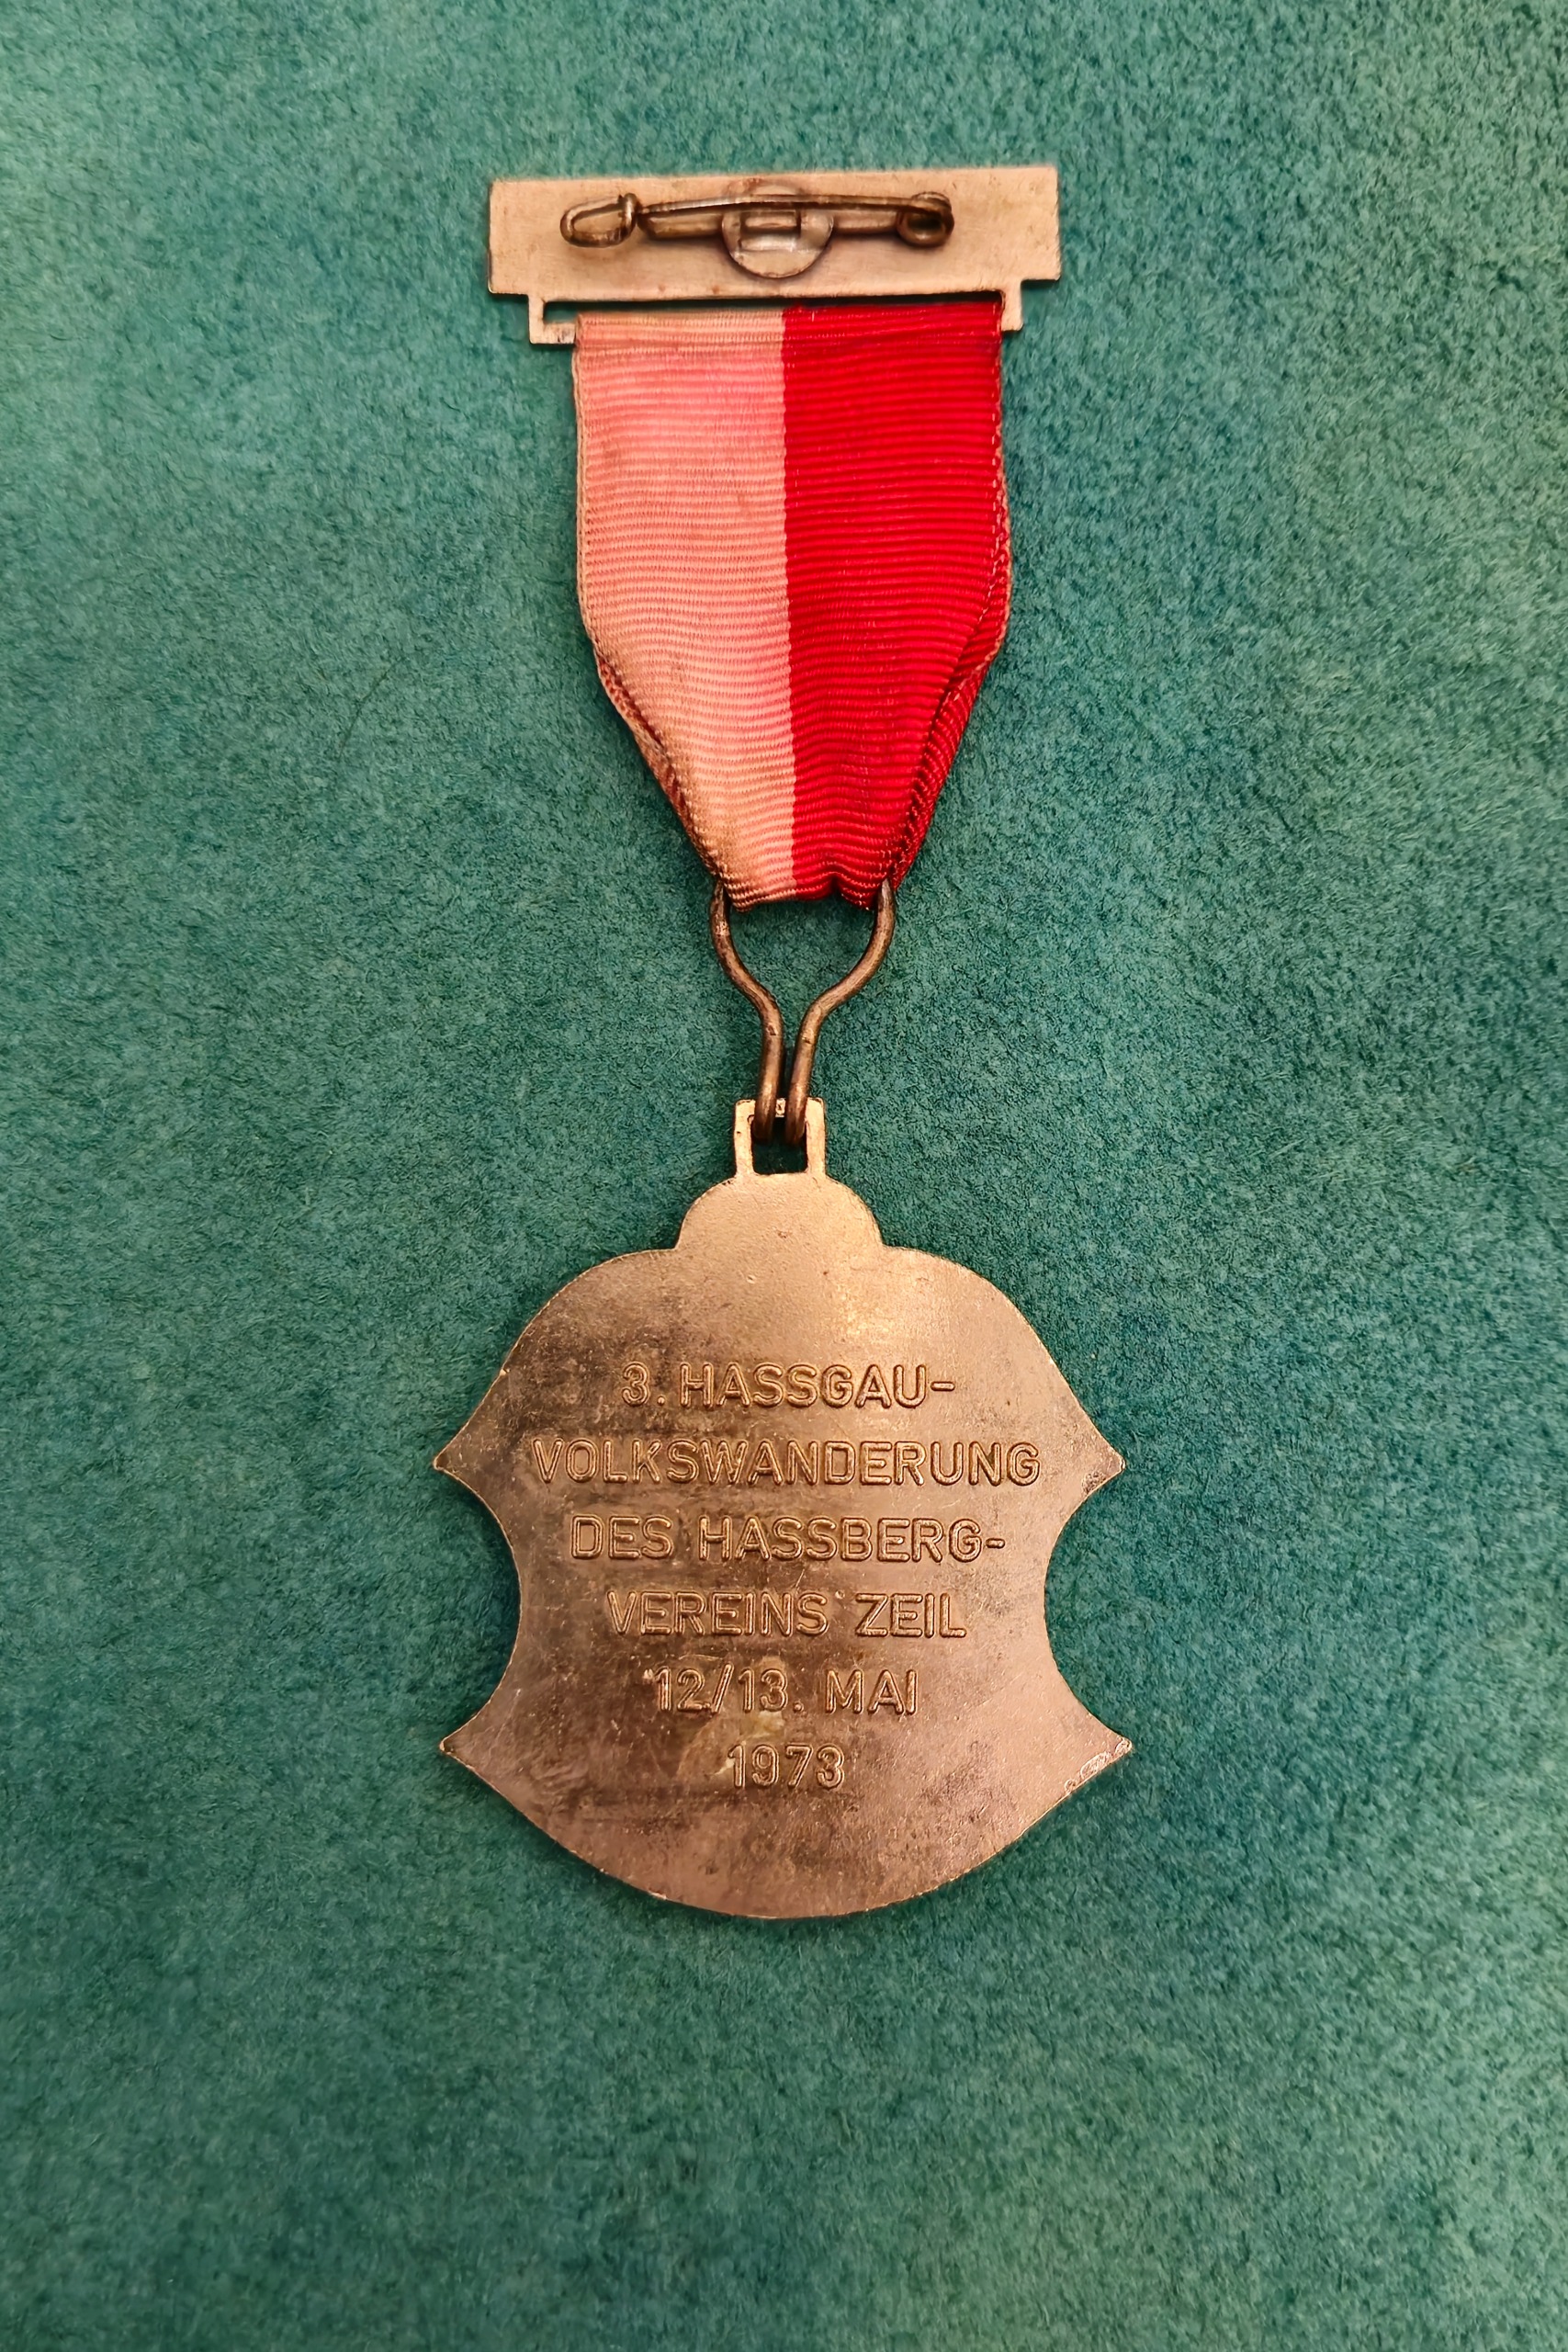 3. HASSGAU-
VOLKSWANDERUNG
DES HASSBERG-
VEREINS ZEIL
12/13. MAI
1973